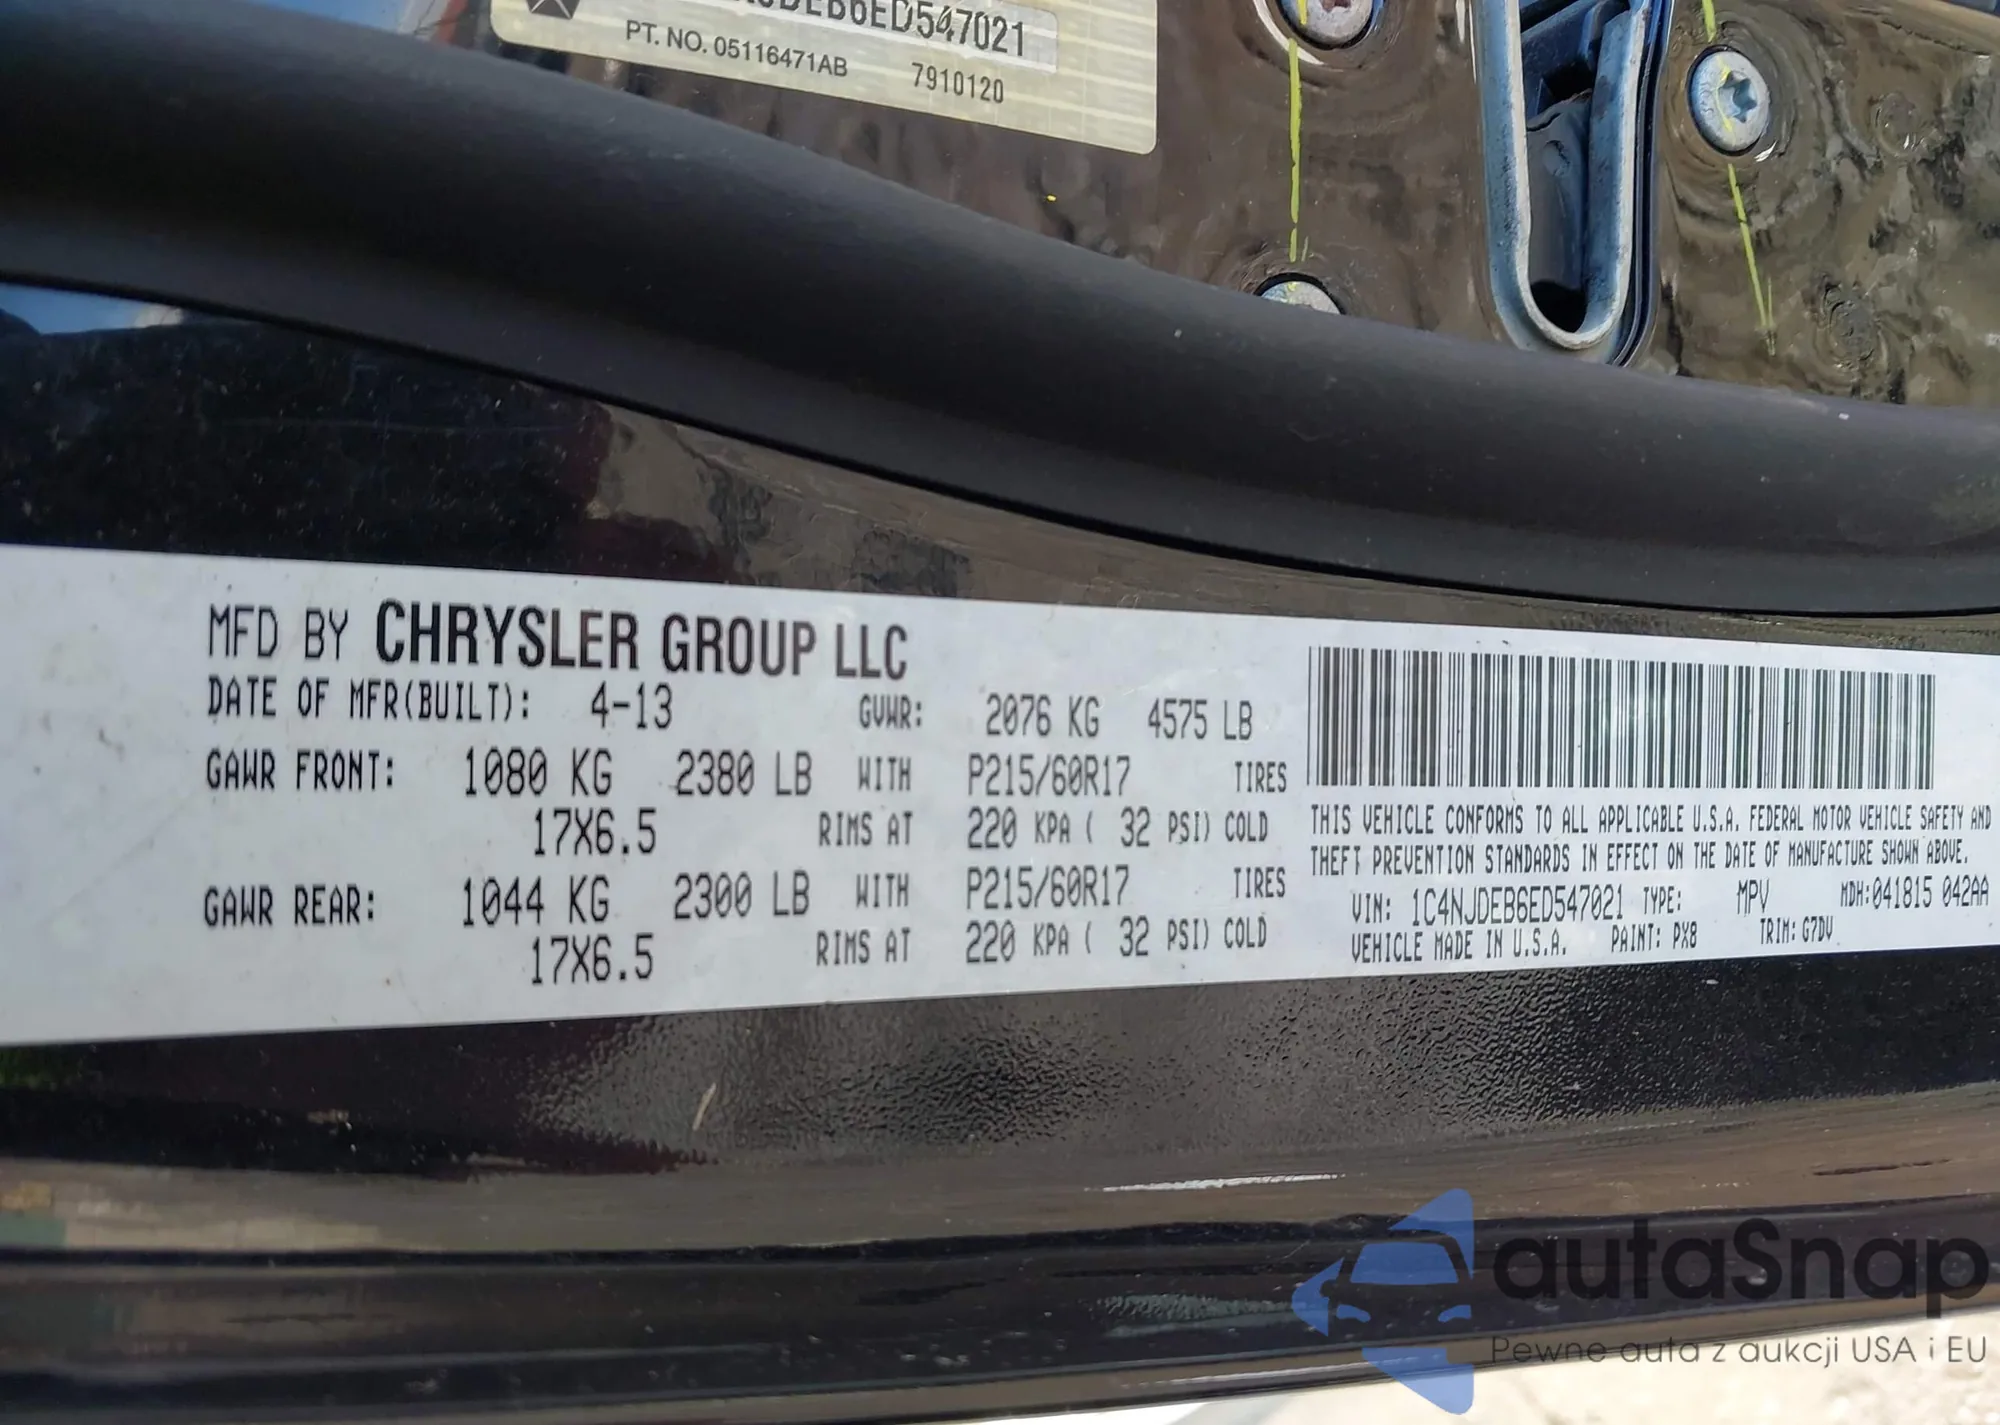 DEB6ED547021
PT. NO. 05116471AB 7910120
MFD BY CHRYSLER GROUP LLC
DATE OF MFR(BUILT): 4-13 GVWR: 2076 KG 4575 LB
GAWR FRONT: 1080 KG 2380 LB WITH P215/60R17 TIRES
17X6.5 RIMS AT 220 KPA ( 32 PSI) COLD
GAWR REAR: 1044 KG 2300 LB WITH P215/60R17 TIRES
17X6.5 RIMS AT 220 KPA ( 32 PSI) COLD
THIS VEHICLE CONFORMS TO ALL APPLICABLE U.S.A. FEDERAL MOTOR VEHICLE SAFETY AND
THEFT PREVENTION STANDARDS IN EFFECT ON THE DATE OF MANUFACTURE SHOWN ABOVE.
VIN: 1C4NJDEB6ED547021 TYPE: MPV MDH:041815 042AA
VEHICLE MADE IN U.S.A. PAINT: PX8 TRIM: G7DV
autaSnap
Pewne auta z aukcji USA i EU